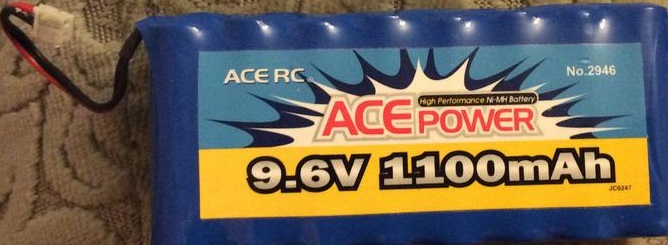 ACE RC®
No.2946
High Performance Ni-MH Battery
ACE POWER
9.6V 1100mAh
JC0247